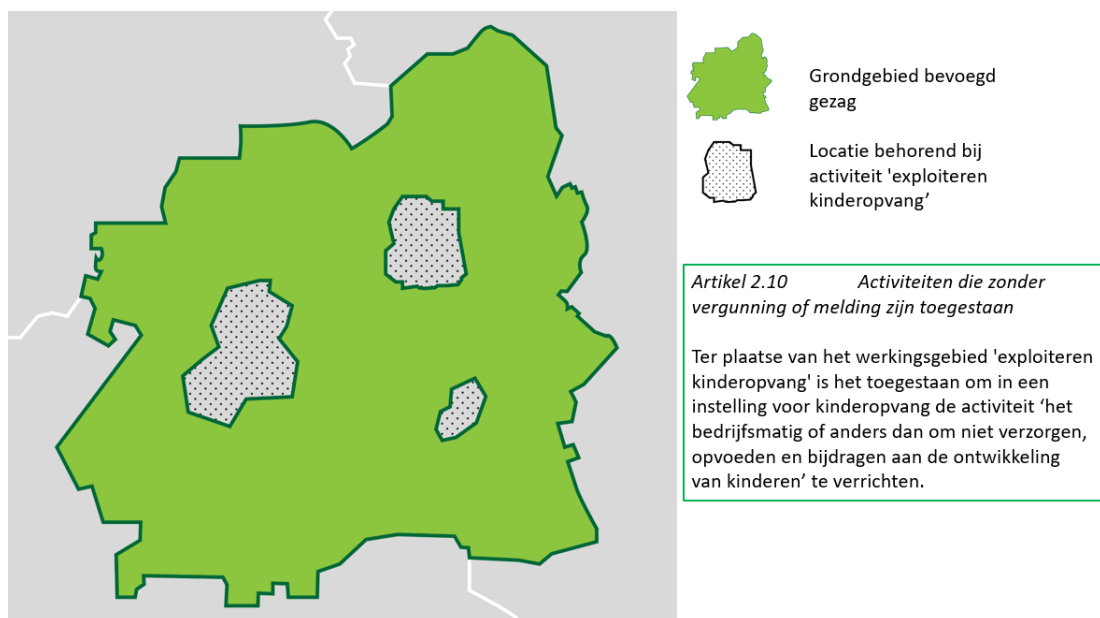 Grondgebied bevoegd
gezag
Locatie behorend bij
activiteit 'exploiteren
kinderopvang’
Artikel 2.10 Activiteiten die zonder
vergunning of melding zijn toegestaan
Ter plaatse van het werkingsgebied 'exploiteren
kinderopvang' is het toegestaan om in een
instelling voor kinderopvang de activiteit ‘het
bedrijfsmatig of anders dan om niet verzorgen,
opvoeden en bijdragen aan de ontwikkeling
van kinderen’ te verrichten.